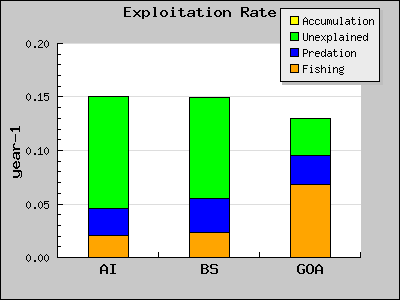 Exploitation Rate
Accumulation
Unexplained
Predation
Fishing
year-1
0.20
0.15
0.10
0.05
0.00
AI BS GOA